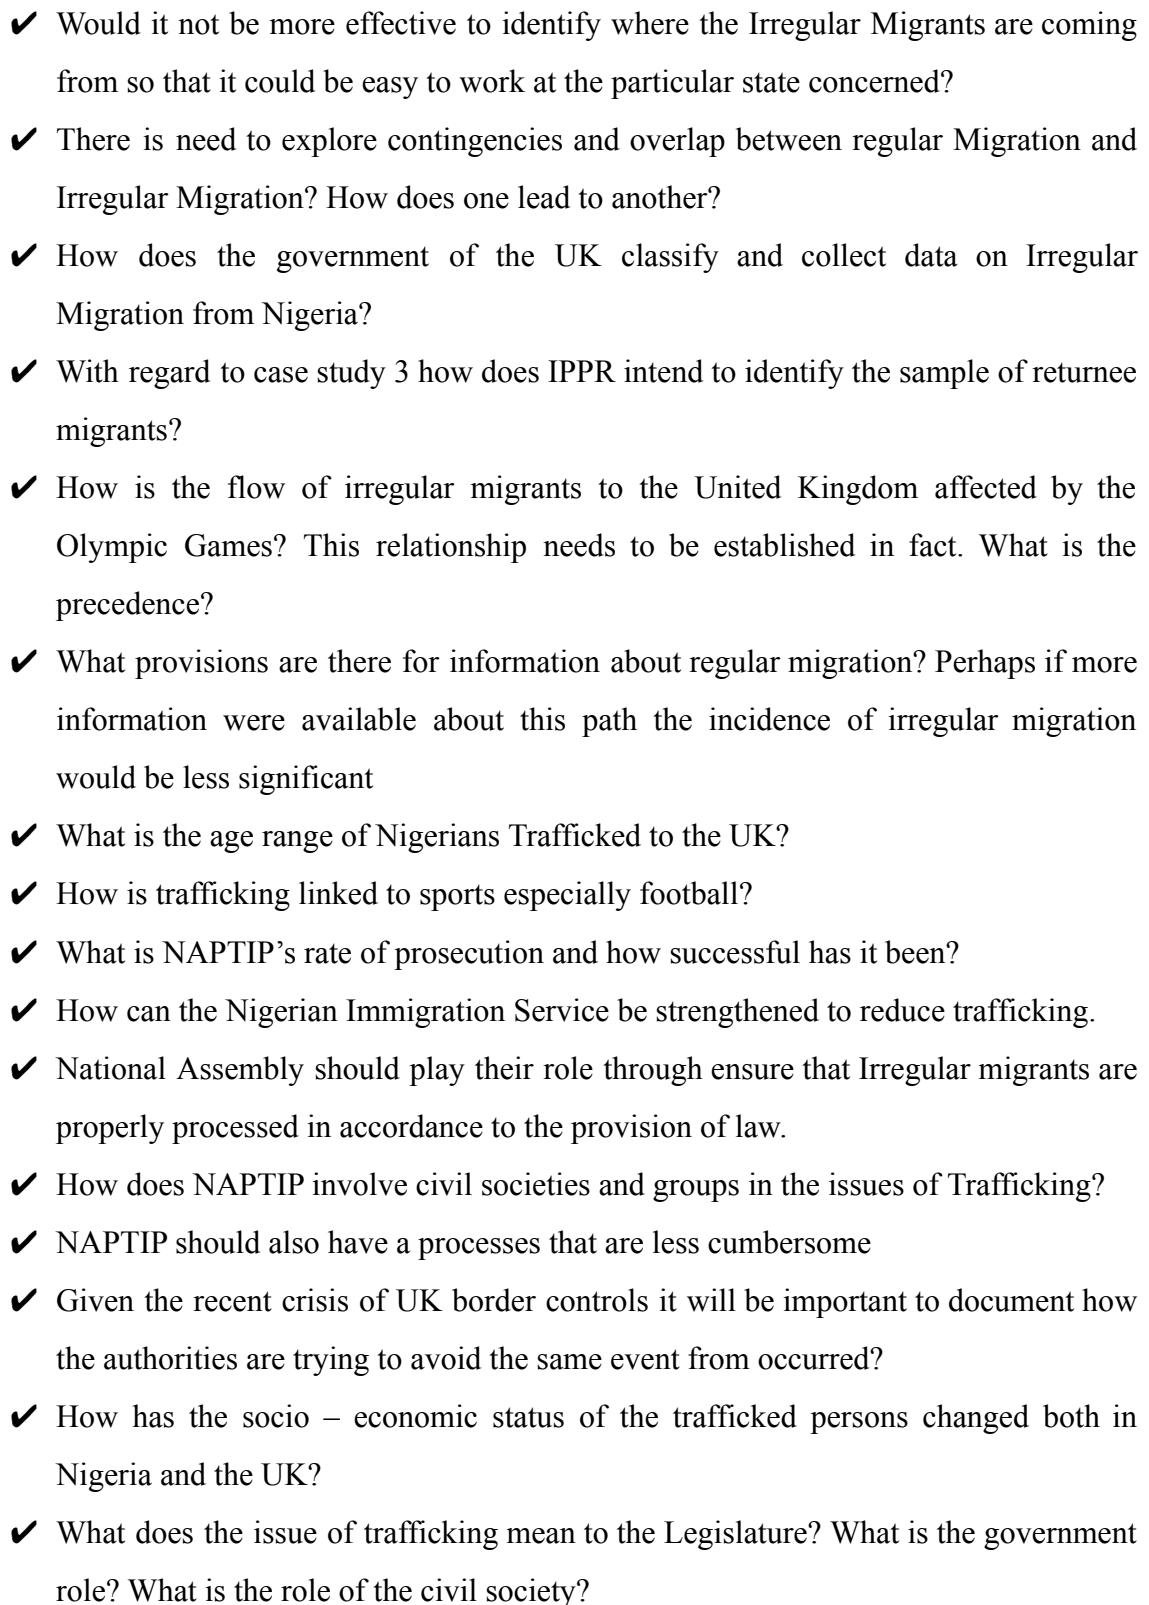 ✔ Would it not be more effective to identify where the Irregular Migrants are coming
from so that it could be easy to work at the particular state concerned?
✔ There is need to explore contingencies and overlap between regular Migration and
Irregular Migration? How does one lead to another?
✔ How does the government of the UK classify and collect data on Irregular
Migration from Nigeria?
✔ With regard to case study 3 how does IPPR intend to identify the sample of returnee
migrants?
✔ How is the flow of irregular migrants to the United Kingdom affected by the
Olympic Games? This relationship needs to be established in fact. What is the
precedence?
✔ What provisions are there for information about regular migration? Perhaps if more
information were available about this path the incidence of irregular migration
would be less significant
✔ What is the age range of Nigerians Trafficked to the UK?
✔ How is trafficking linked to sports especially football?
✔ What is NAPTIP’s rate of prosecution and how successful has it been?
✔ How can the Nigerian Immigration Service be strengthened to reduce trafficking.
✔ National Assembly should play their role through ensure that Irregular migrants are
properly processed in accordance to the provision of law.
✔ How does NAPTIP involve civil societies and groups in the issues of Trafficking?
✔ NAPTIP should also have a processes that are less cumbersome
✔ Given the recent crisis of UK border controls it will be important to document how
the authorities are trying to avoid the same event from occurred?
✔ How has the socio – economic status of the trafficked persons changed both in
Nigeria and the UK?
✔ What does the issue of trafficking mean to the Legislature? What is the government
role? What is the role of the civil society?